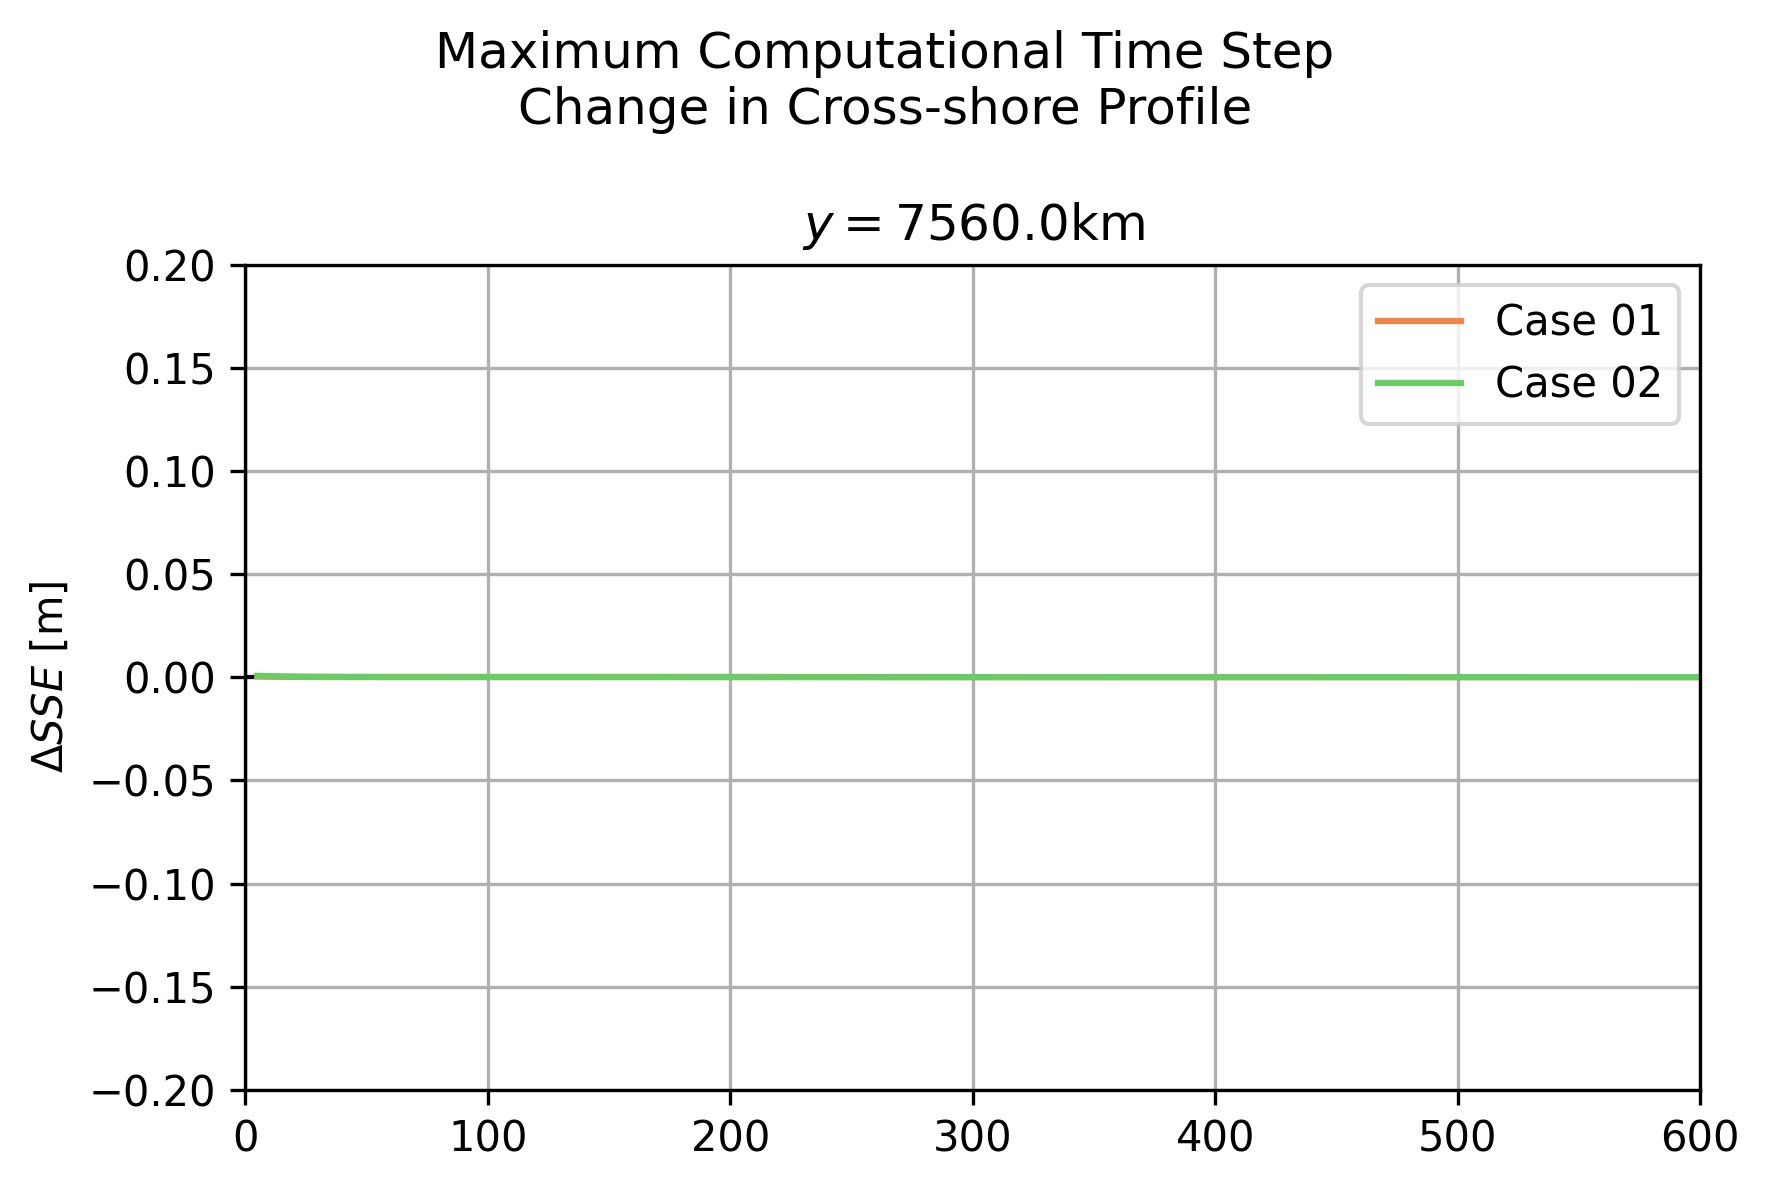 Maximum Computational Time Step
Change in Cross-shore Profile
y = 7560.0km
0.20
0.15
0.10
0.05
0.00
−0.05
−0.10
−0.15
−0.20
ΔSSE [m]
Case 01
Case 02
0 100 200 300 400 500 600